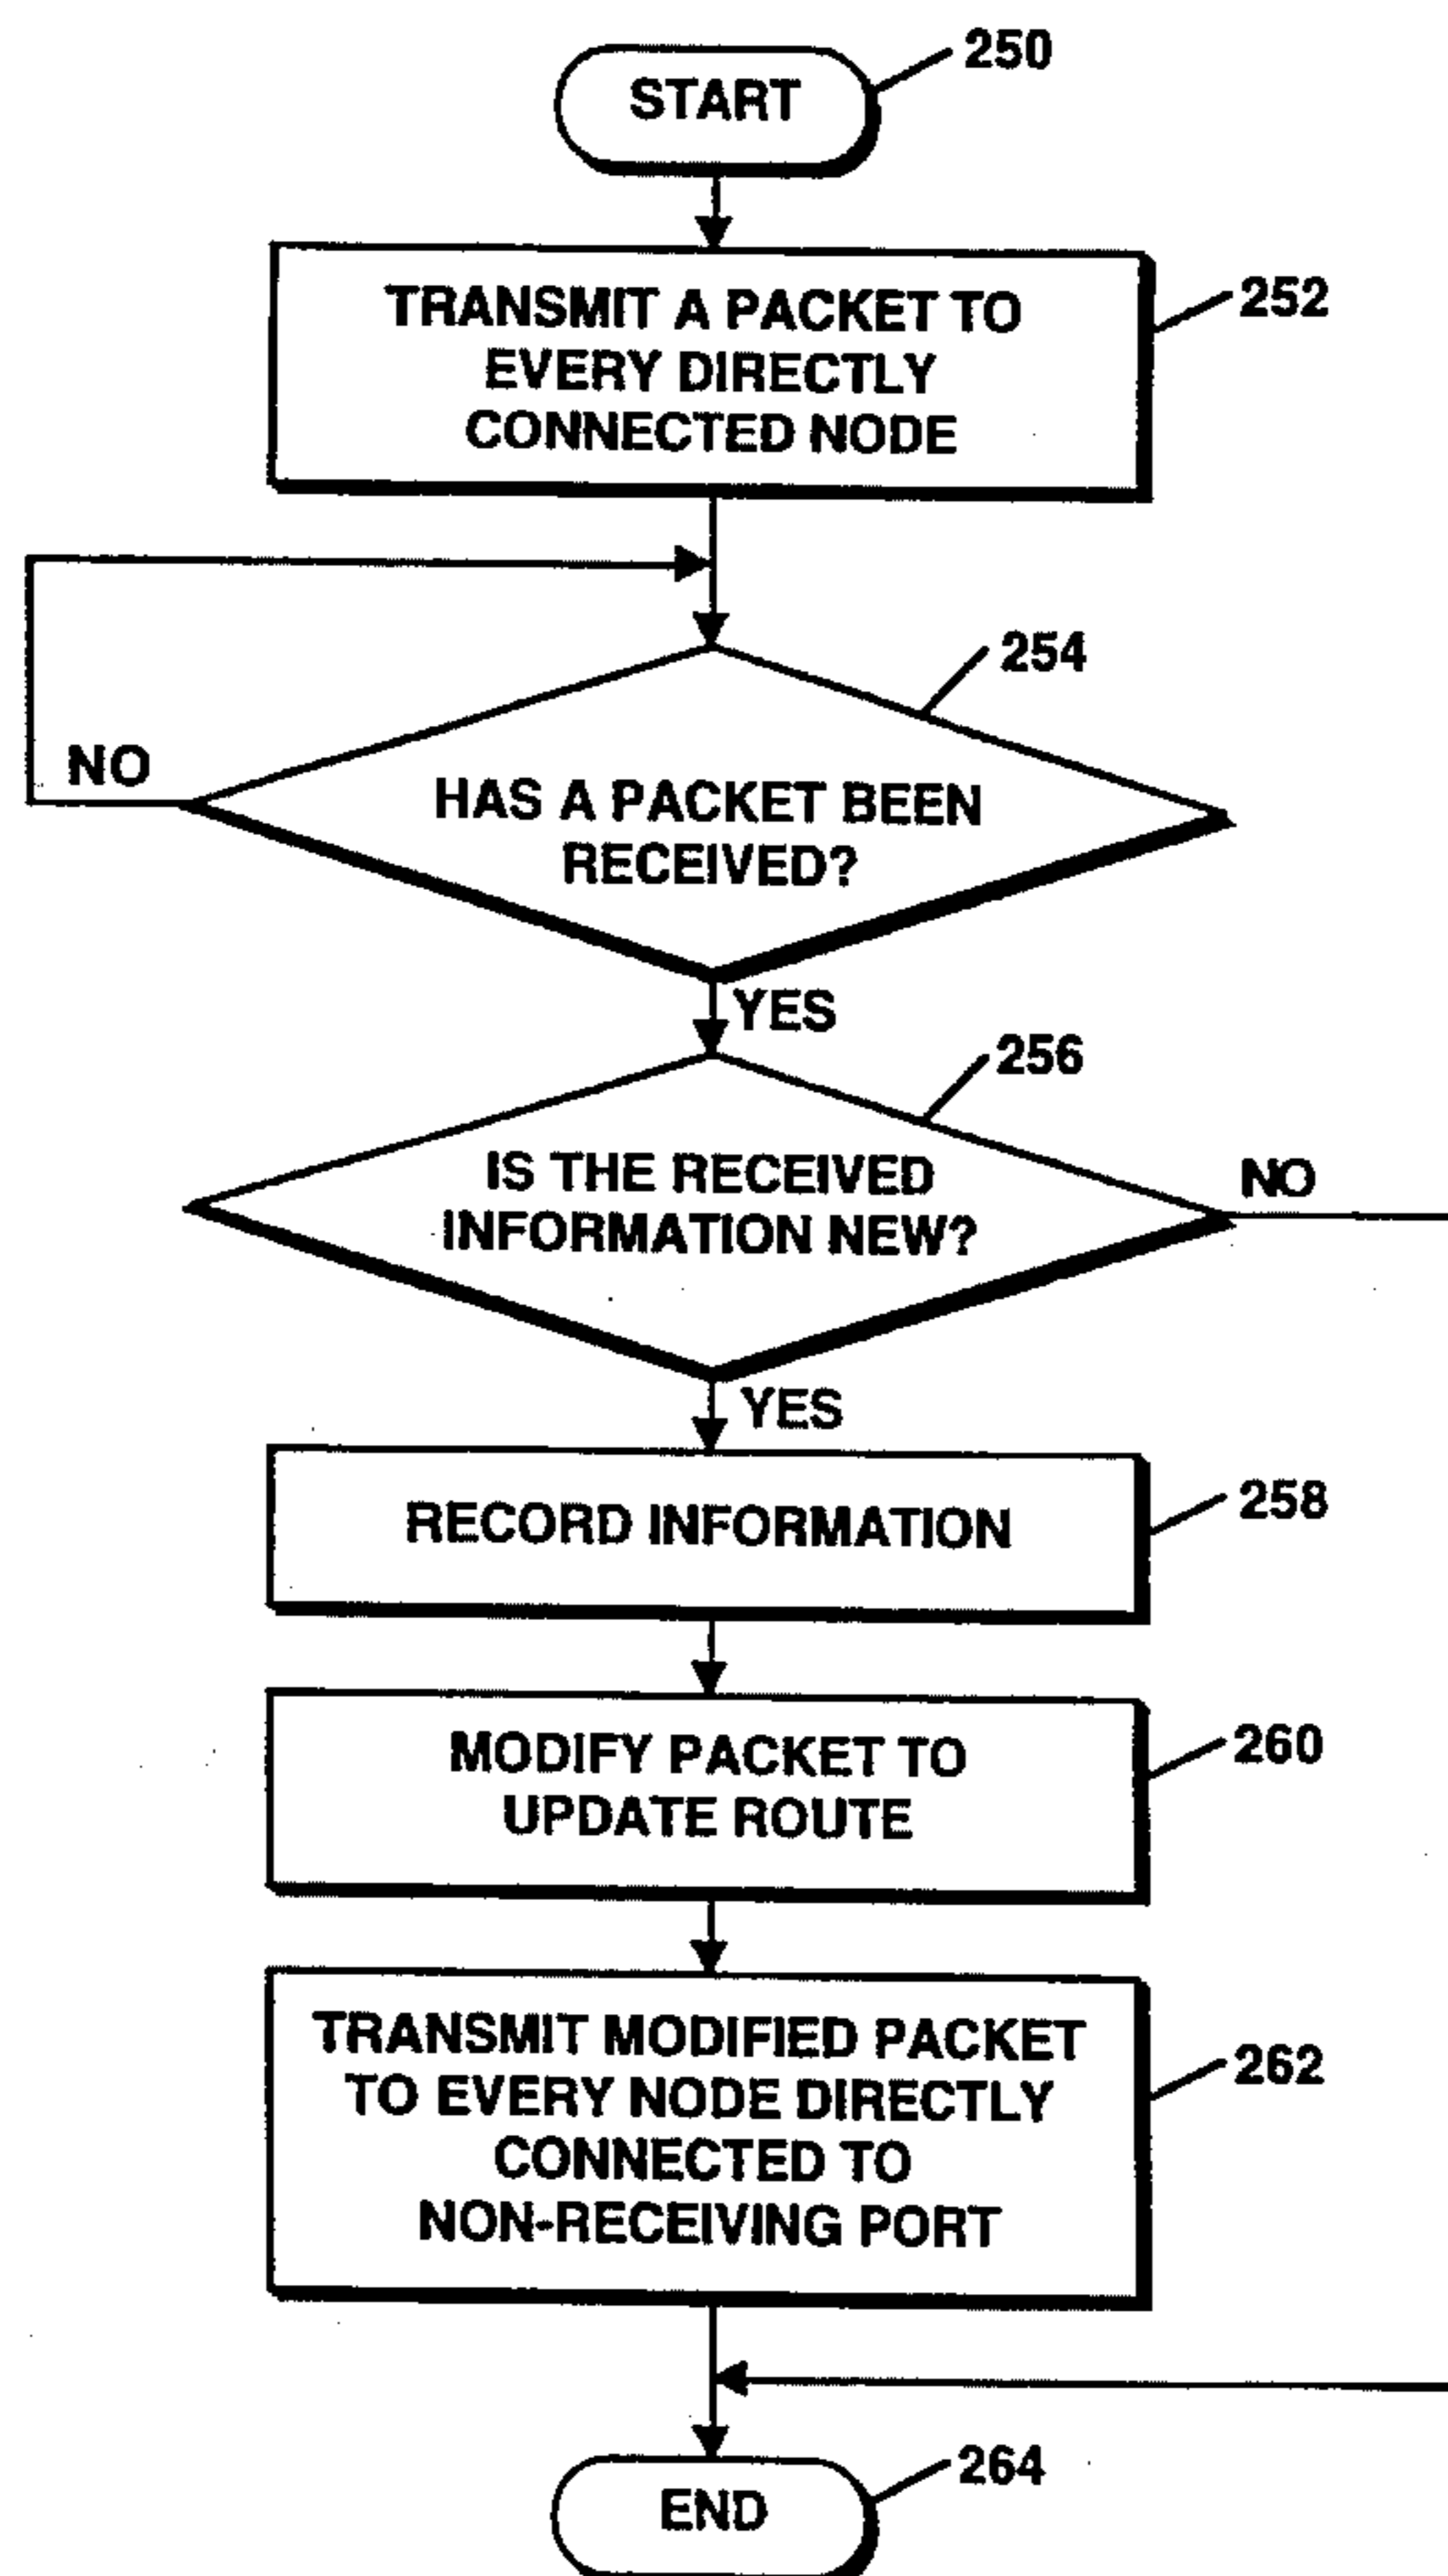 250
START
TRANSMIT A PACKET TO
EVERY DIRECTLY
CONNECTED NODE
252
254
NO
HAS A PACKET BEEN
RECEIVED?
YES
256
IS THE RECEIVED
INFORMATION NEW?
NO
YES
RECORD INFORMATION
258
MODIFY PACKET TO
UPDATE ROUTE
260
TRANSMIT MODIFIED PACKET
TO EVERY NODE DIRECTLY
CONNECTED TO
NON-RECEIVING PORT
262
END
264